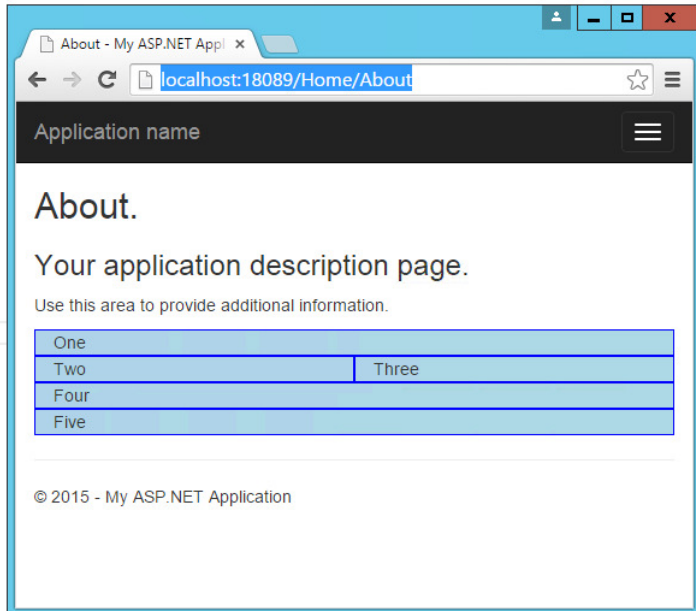 About - My ASP.NET Appl
localhost:18089/Home/About
Application name
About.
Your application description page.
Use this area to provide additional information.
One
Two Three
Four
Five
© 2015 - My ASP.NET Application